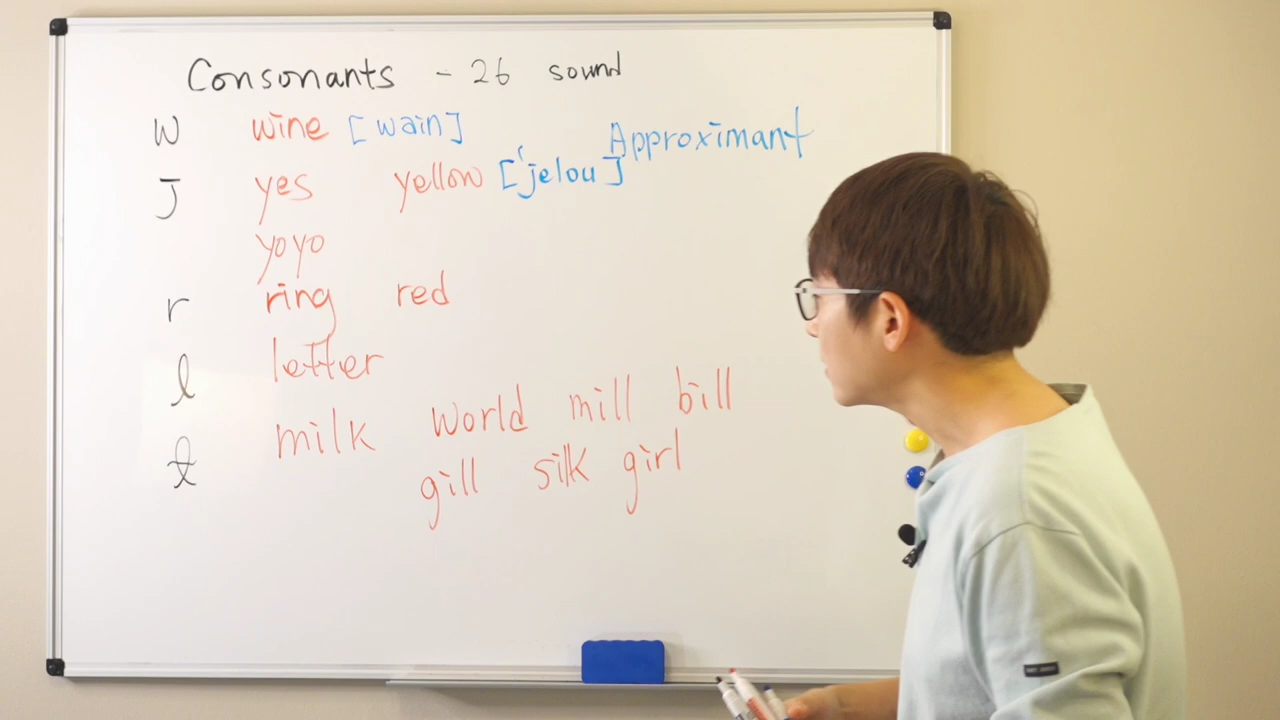 Consonants - 26 sound
w wine [wain] Approximant
j yes yellow ['jelou]
yoyo
r ring red
l letter
ɫ milk world mill bill
gill silk girl